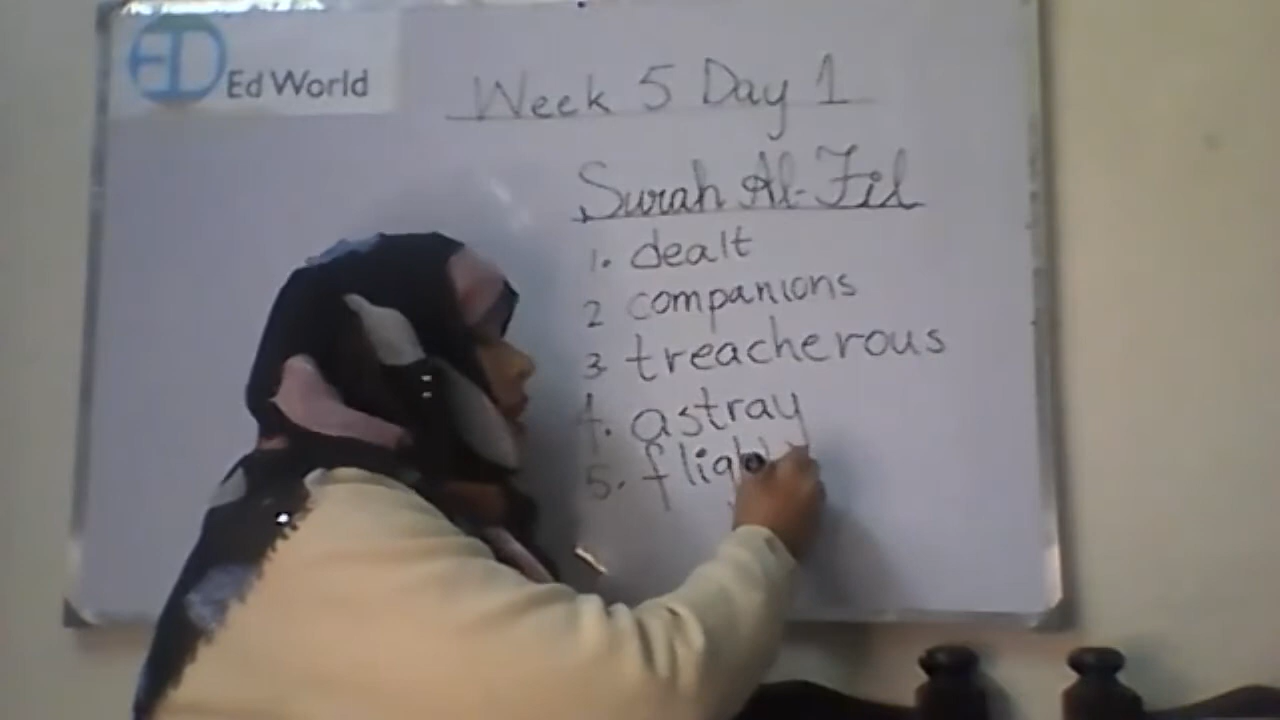 ED Ed World
Week 5 Day 1
Surah Al-Fil
1. dealt
2 companions
3. treacherous
4. astray
5. fligh